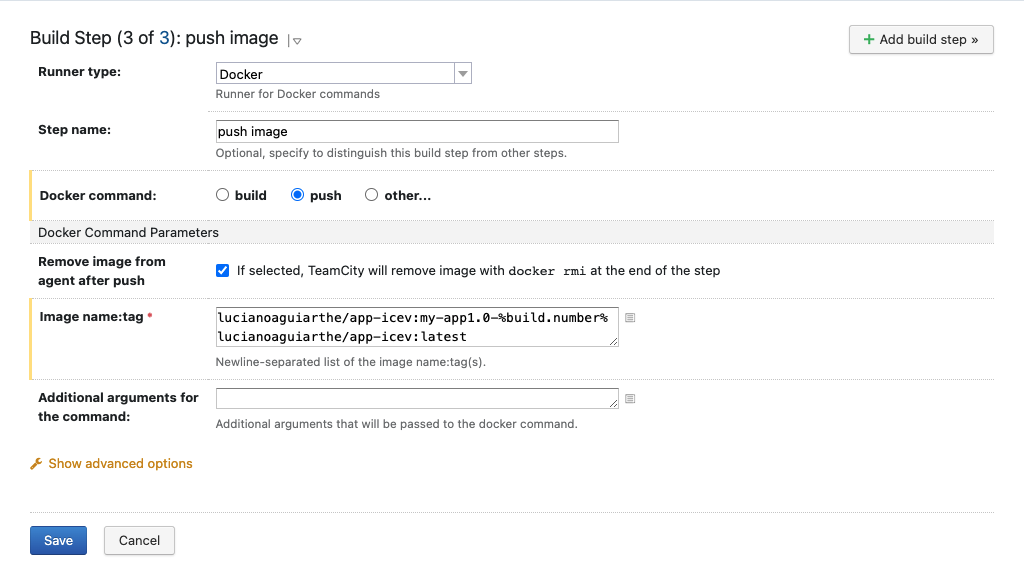 Build Step (3 of 3): push image
+ Add build step »
Runner type:
Docker
Runner for Docker commands
Step name:
push image
Optional, specify to distinguish this build step from other steps.
Docker command:
build push other...
Docker Command Parameters
Remove image from
agent after push
If selected, TeamCity will remove image with docker rmi at the end of the step
Image name:tag *
lucianoaguiarthe/app-icev:my-app1.0-%build.number%
lucianoaguiarthe/app-icev:latest
Newline-separated list of the image name:tag(s).
Additional arguments for
the command:
Additional arguments that will be passed to the docker command.
Show advanced options
Save
Cancel